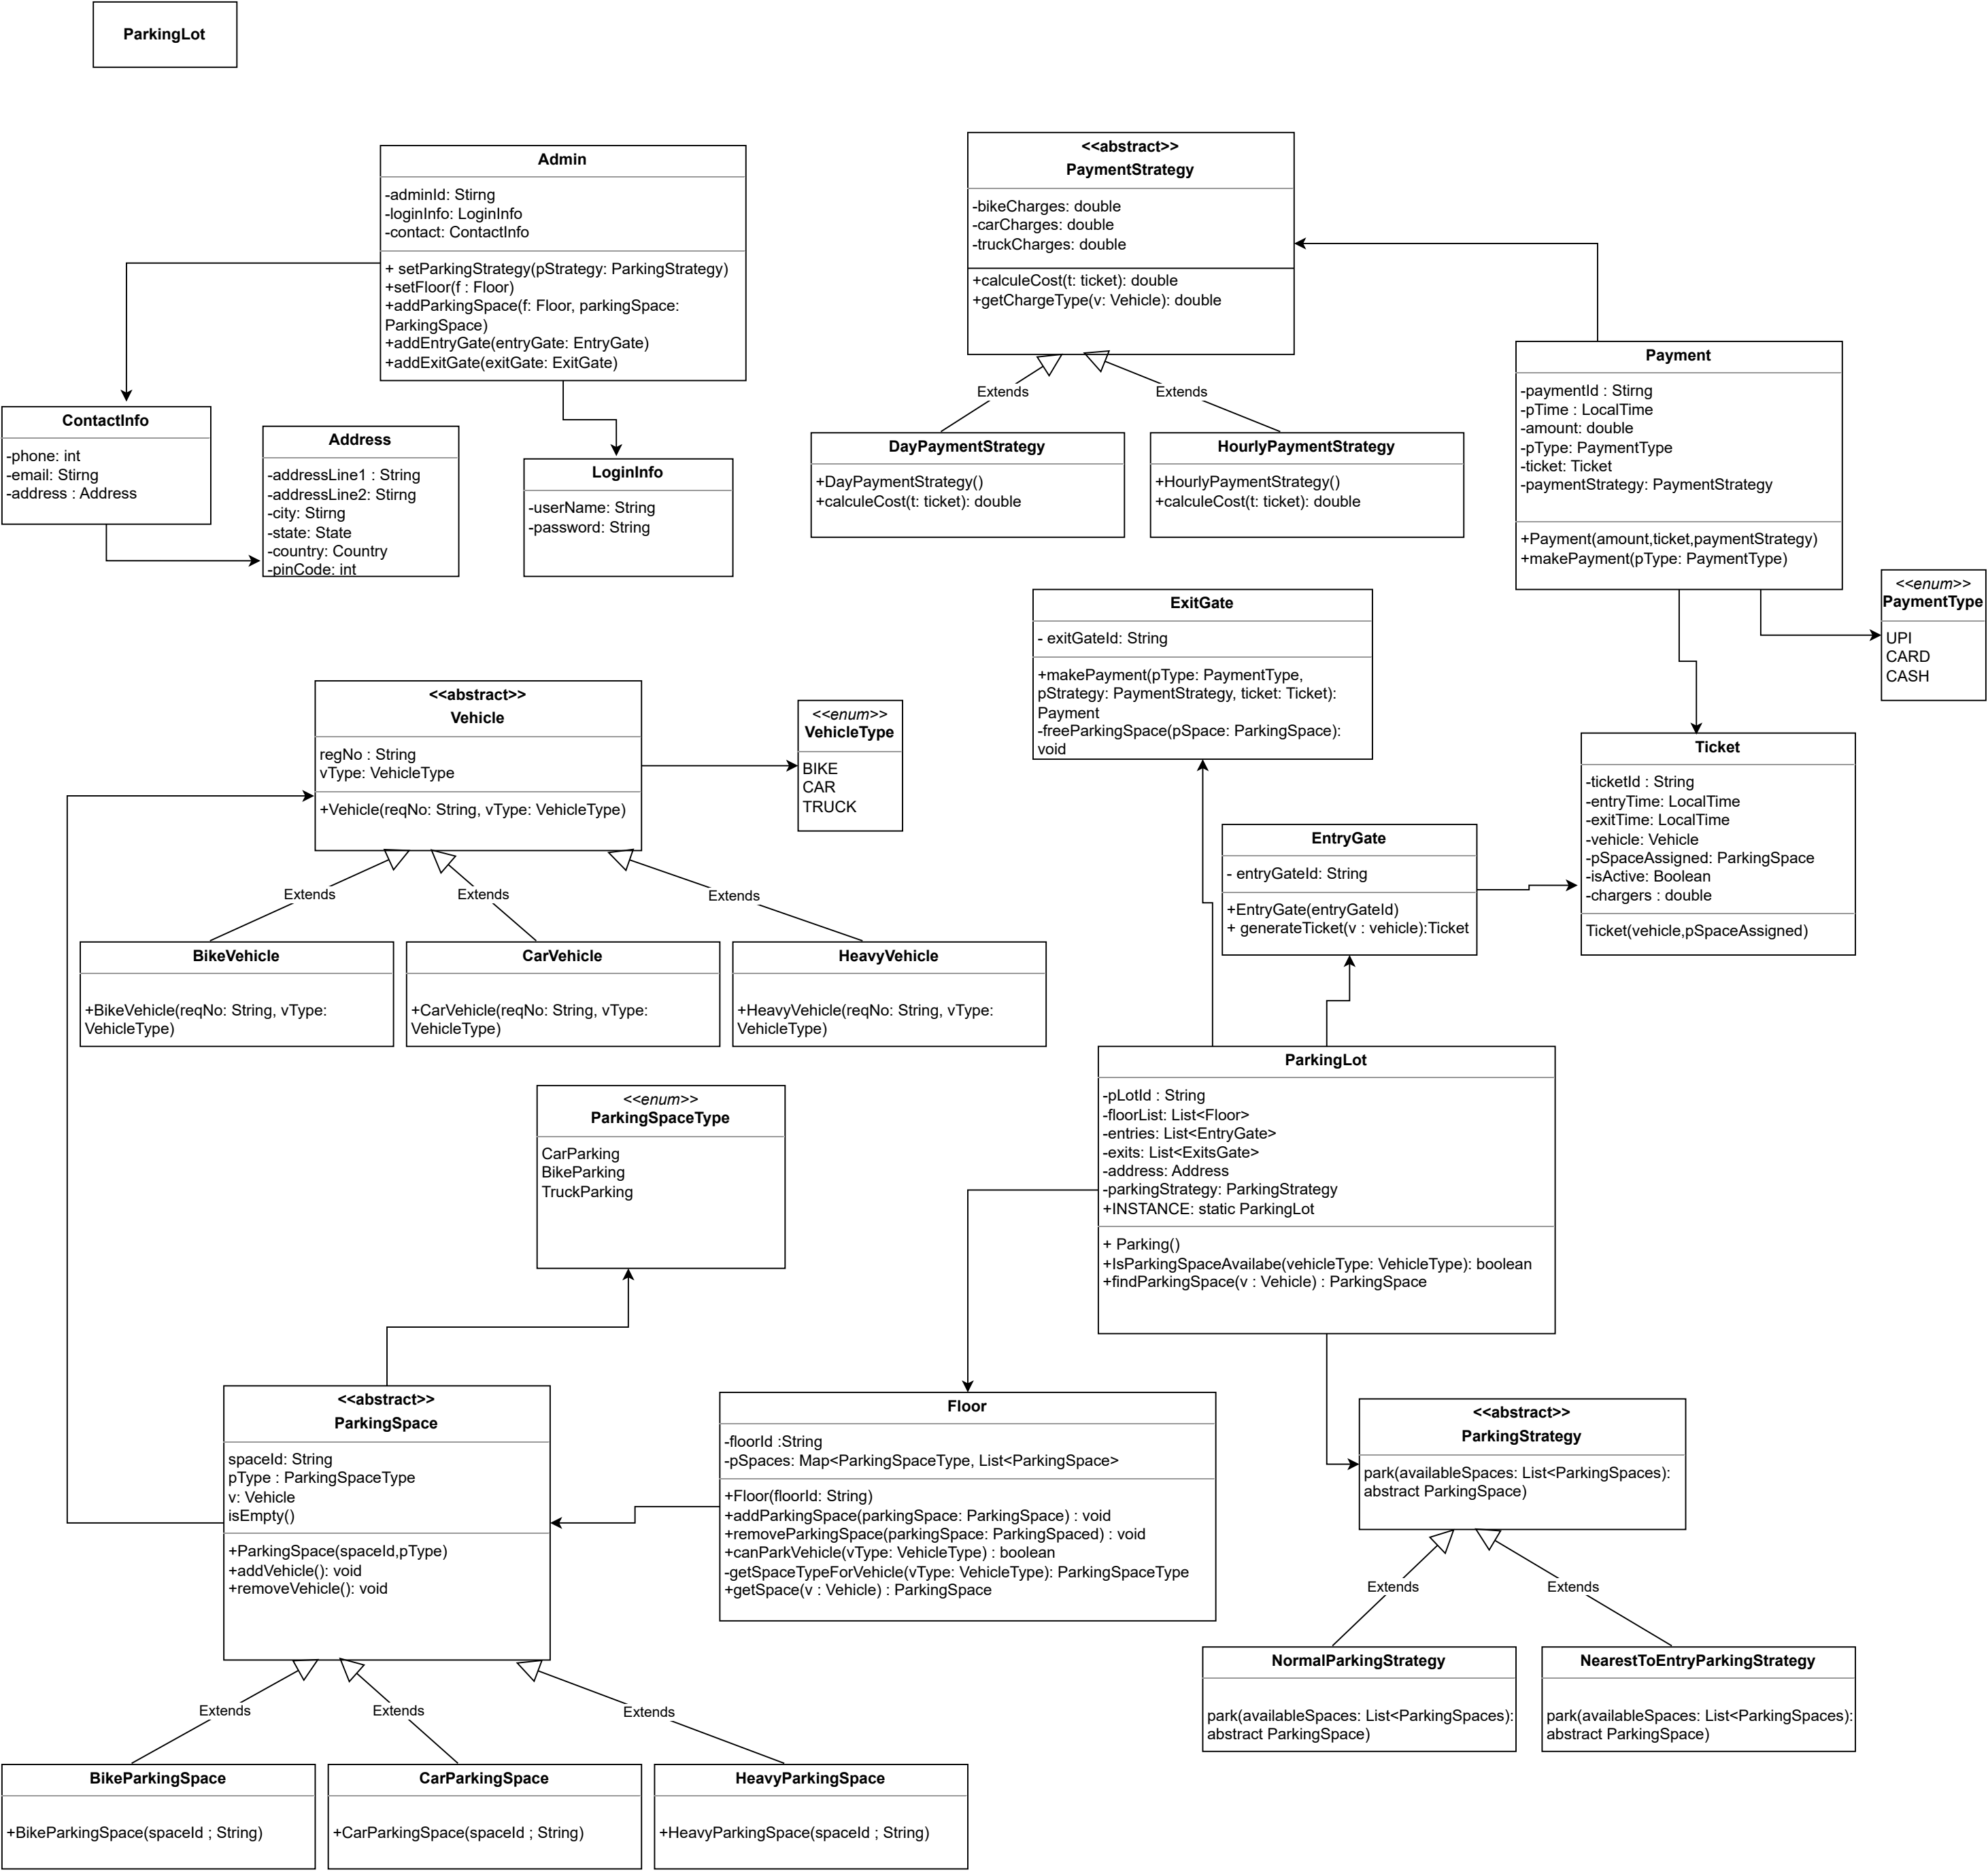 ParkingLot
Admin
-adminId: Stirng
-loginInfo: LoginInfo
-contact: ContactInfo
+ setParkingStrategy(pStrategy: ParkingStrategy)
+setFloor(f : Floor)
+addParkingSpace(f: Floor, parkingSpace:
ParkingSpace)
+addEntryGate(entryGate: EntryGate)
+addExitGate(exitGate: ExitGate)
<<abstract>>
PaymentStrategy
-bikeCharges: double
-carCharges: double
-truckCharges: double
+calculeCost(t: ticket): double
+getChargeType(v: Vehicle): double
Extends
Extends
Payment
-paymentId : Stirng
-pTime : LocalTime
-amount: double
-pType: PaymentType
-ticket: Ticket
-paymentStrategy: PaymentStrategy
+Payment(amount,ticket,paymentStrategy)
+makePayment(pType: PaymentType)
ContactInfo
-phone: int
-email: Stirng
-address : Address
Address
-addressLine1 : String
-addressLine2: Stirng
-city: Stirng
-state: State
-country: Country
-pinCode: int
LoginInfo
-userName: String
-password: String
DayPaymentStrategy
+DayPaymentStrategy()
+calculeCost(t: ticket): double
HourlyPaymentStrategy
+HourlyPaymentStrategy()
+calculeCost(t: ticket): double
<<enum>>
PaymentType
UPI
CARD
CASH
ExitGate
- exitGateId: String
+makePayment(pType: PaymentType,
pStrategy: PaymentStrategy, ticket: Ticket):
Payment
-freeParkingSpace(pSpace: ParkingSpace):
void
<<abstract>>
Vehicle
regNo : String
vType: VehicleType
+Vehicle(reqNo: String, vType: VehicleType)
<<enum>>
VehicleType
BIKE
CAR
TRUCK
Ticket
-ticketId : String
-entryTime: LocalTime
-exitTime: LocalTime
-vehicle: Vehicle
-pSpaceAssigned: ParkingSpace
-isActive: Boolean
-chargers : double
Ticket(vehicle,pSpaceAssigned)
EntryGate
- entryGateId: String
+EntryGate(entryGateId)
+ generateTicket(v : vehicle):Ticket
Extends
Extends
Extends
BikeVehicle
+BikeVehicle(reqNo: String, vType:
VehicleType)
CarVehicle
+CarVehicle(reqNo: String, vType:
VehicleType)
HeavyVehicle
+HeavyVehicle(reqNo: String, vType:
VehicleType)
ParkingLot
-pLotId : String
-floorList: List<Floor>
-entries: List<EntryGate>
-exits: List<ExitsGate>
-address: Address
-parkingStrategy: ParkingStrategy
+INSTANCE: static ParkingLot
+ Parking()
+IsParkingSpaceAvailabe(vehicleType: VehicleType): boolean
+findParkingSpace(v : Vehicle) : ParkingSpace
<<enum>>
ParkingSpaceType
CarParking
BikeParking
TruckParking
<<abstract>>
ParkingSpace
spaceId: String
pType : ParkingSpaceType
v: Vehicle
isEmpty()
+ParkingSpace(spaceId,pType)
+addVehicle(): void
+removeVehicle(): void
Floor
-floorId :String
-pSpaces: Map<ParkingSpaceType, List<ParkingSpace>
+Floor(floorId: String)
+addParkingSpace(parkingSpace: ParkingSpace) : void
+removeParkingSpace(parkingSpace: ParkingSpaced) : void
+canParkVehicle(vType: VehicleType) : boolean
-getSpaceTypeForVehicle(vType: VehicleType): ParkingSpaceType
+getSpace(v : Vehicle) : ParkingSpace
<<abstract>>
ParkingStrategy
park(availableSpaces: List<ParkingSpaces):
abstract ParkingSpace)
Extends
Extends
NormalParkingStrategy
park(availableSpaces: List<ParkingSpaces):
abstract ParkingSpace)
NearestToEntryParkingStrategy
park(availableSpaces: List<ParkingSpaces):
abstract ParkingSpace)
Extends
Extends
Extends
BikeParkingSpace
+BikeParkingSpace(spaceId ; String)
CarParkingSpace
+CarParkingSpace(spaceId ; String)
HeavyParkingSpace
+HeavyParkingSpace(spaceId ; String)